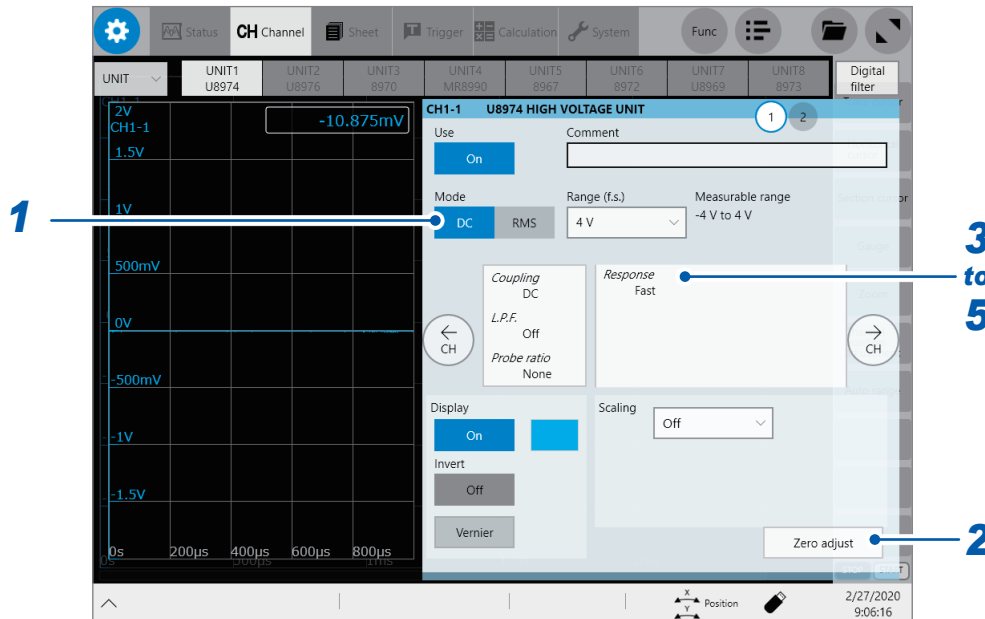 Status
CH Channel
Sheet
Trigger
Calculation
System
Func
UNIT
UNIT1
U8974
UNIT2
U8976
UNIT3
8970
UNIT4
MR8990
UNIT5
8967
UNIT6
8972
UNIT7
U8969
UNIT8
8973
Digital
filter
2V
CH1-1
-10.875mV
1.5V
1V
500mV
0V
-500mV
-1V
-1.5V
0s 200µs 400µs 600µs 800µs
CH1-1 U8974 HIGH VOLTAGE UNIT
1 2
Use
On
Comment
Mode
DC RMS
Range (f.s.)
4 V
Measurable range
-4 V to 4 V
Coupling
DC
L.P.F.
Off
Probe ratio
None
Response
Fast
CH
CH
Display
On
Invert
Off
Vernier
Scaling
Off
Zero adjust
X
Y
Position
2/27/2020
9:06:16
1
3
to
5
2